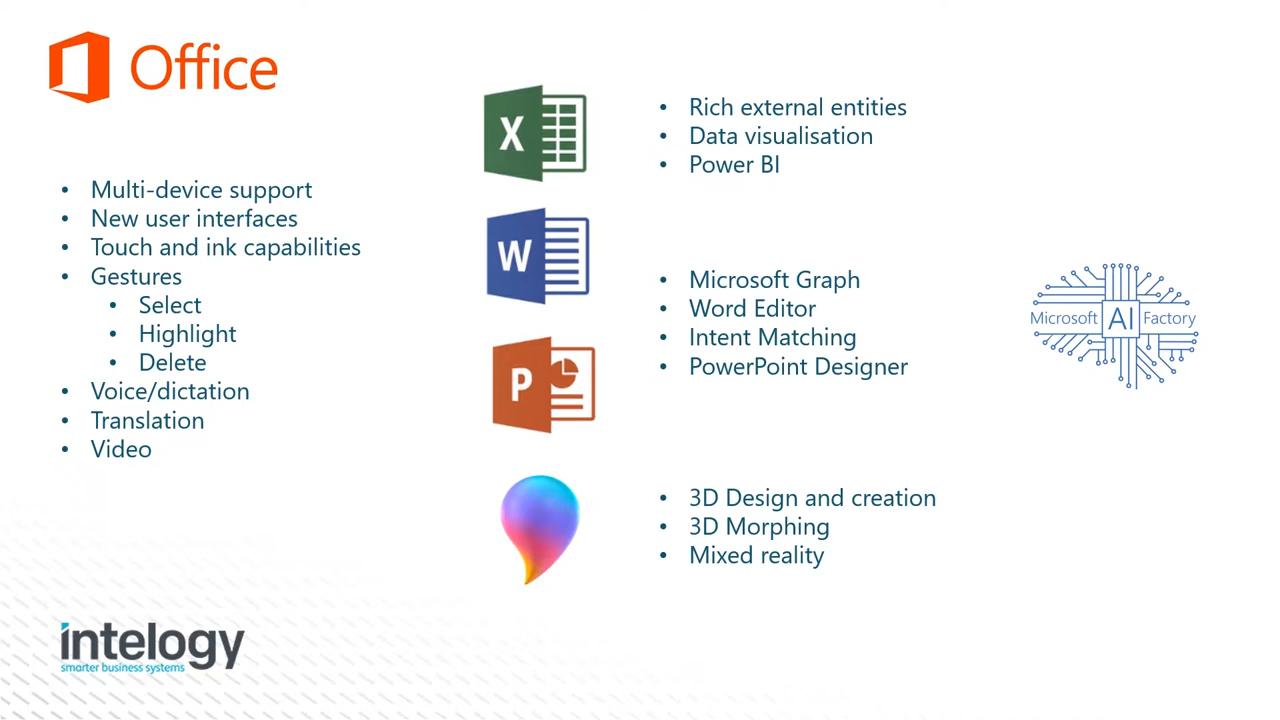 Office
• Multi-device support
• New user interfaces
• Touch and ink capabilities
• Gestures
• Select
• Highlight
• Delete
• Voice/dictation
• Translation
• Video
X
• Rich external entities
• Data visualisation
• Power BI
W
P
• Microsoft Graph
• Word Editor
• Intent Matching
• PowerPoint Designer
Microsoft AI Factory
• 3D Design and creation
• 3D Morphing
• Mixed reality
intelogy
smarter business systems